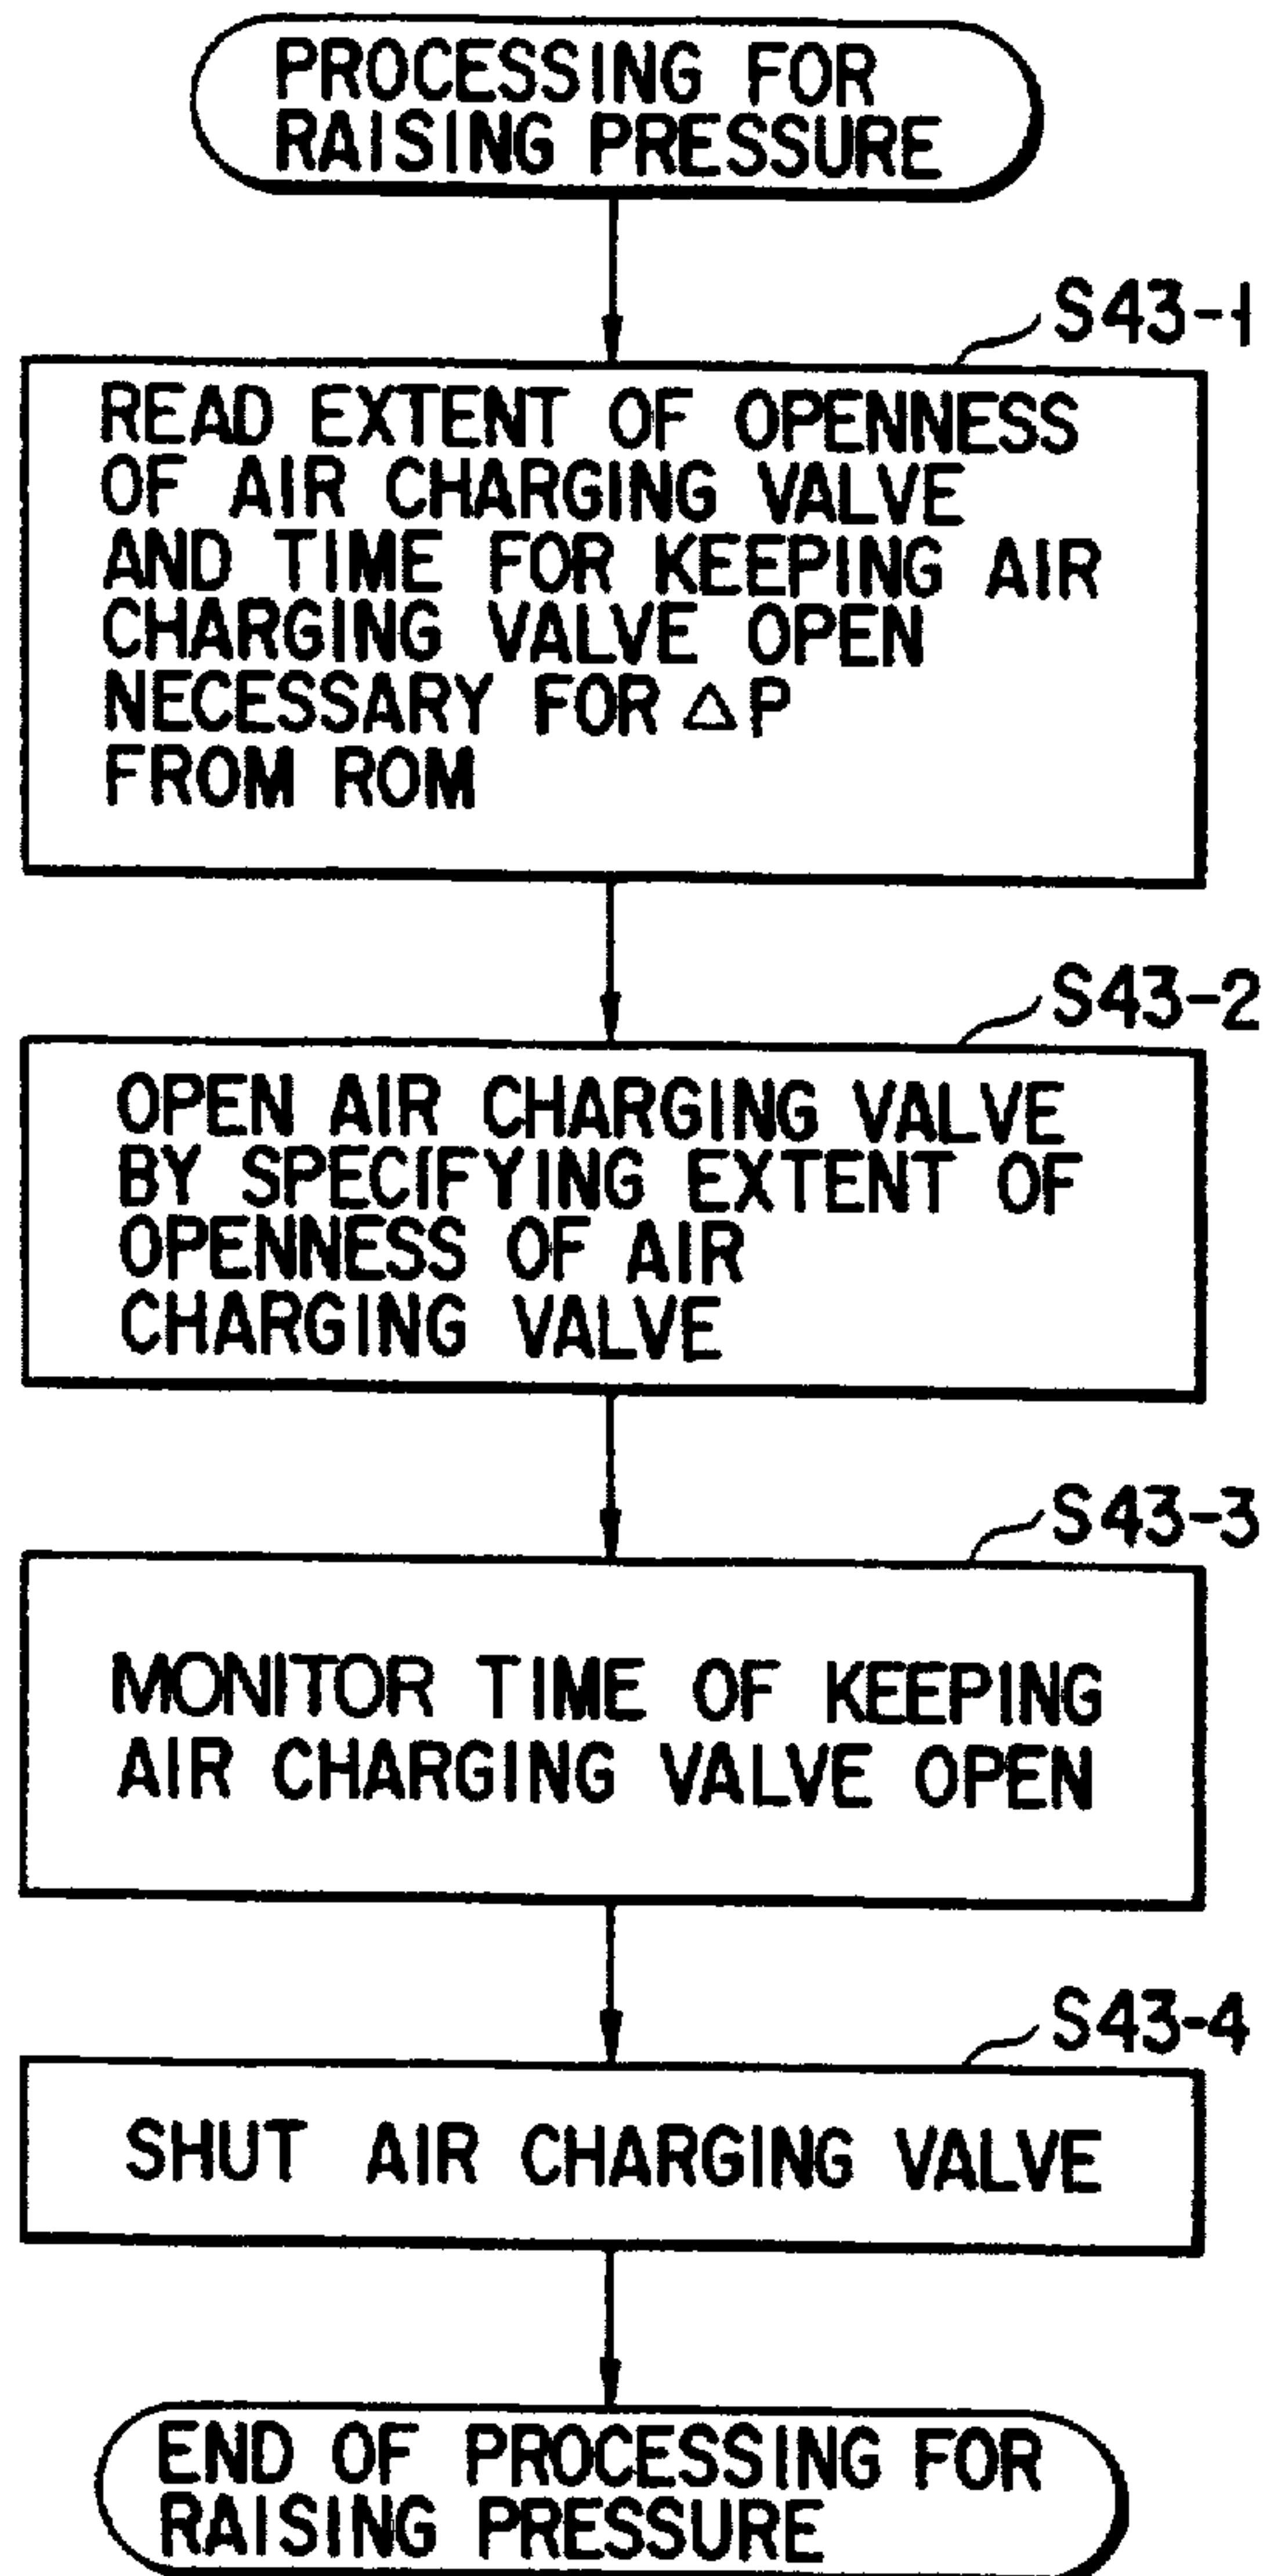 PROCESSING FOR
RAISING PRESSURE
S43-1
READ EXTENT OF OPENNESS
OF AIR CHARGING VALVE
AND TIME FOR KEEPING AIR
CHARGING VALVE OPEN
NECESSARY FOR △P
FROM ROM
S43-2
OPEN AIR CHARGING VALVE
BY SPECIFYING EXTENT OF
OPENNESS OF AIR
CHARGING VALVE
S43-3
MONITOR TIME OF KEEPING
AIR CHARGING VALVE OPEN
S43-4
SHUT AIR CHARGING VALVE
END OF PROCESSING FOR
RAISING PRESSURE